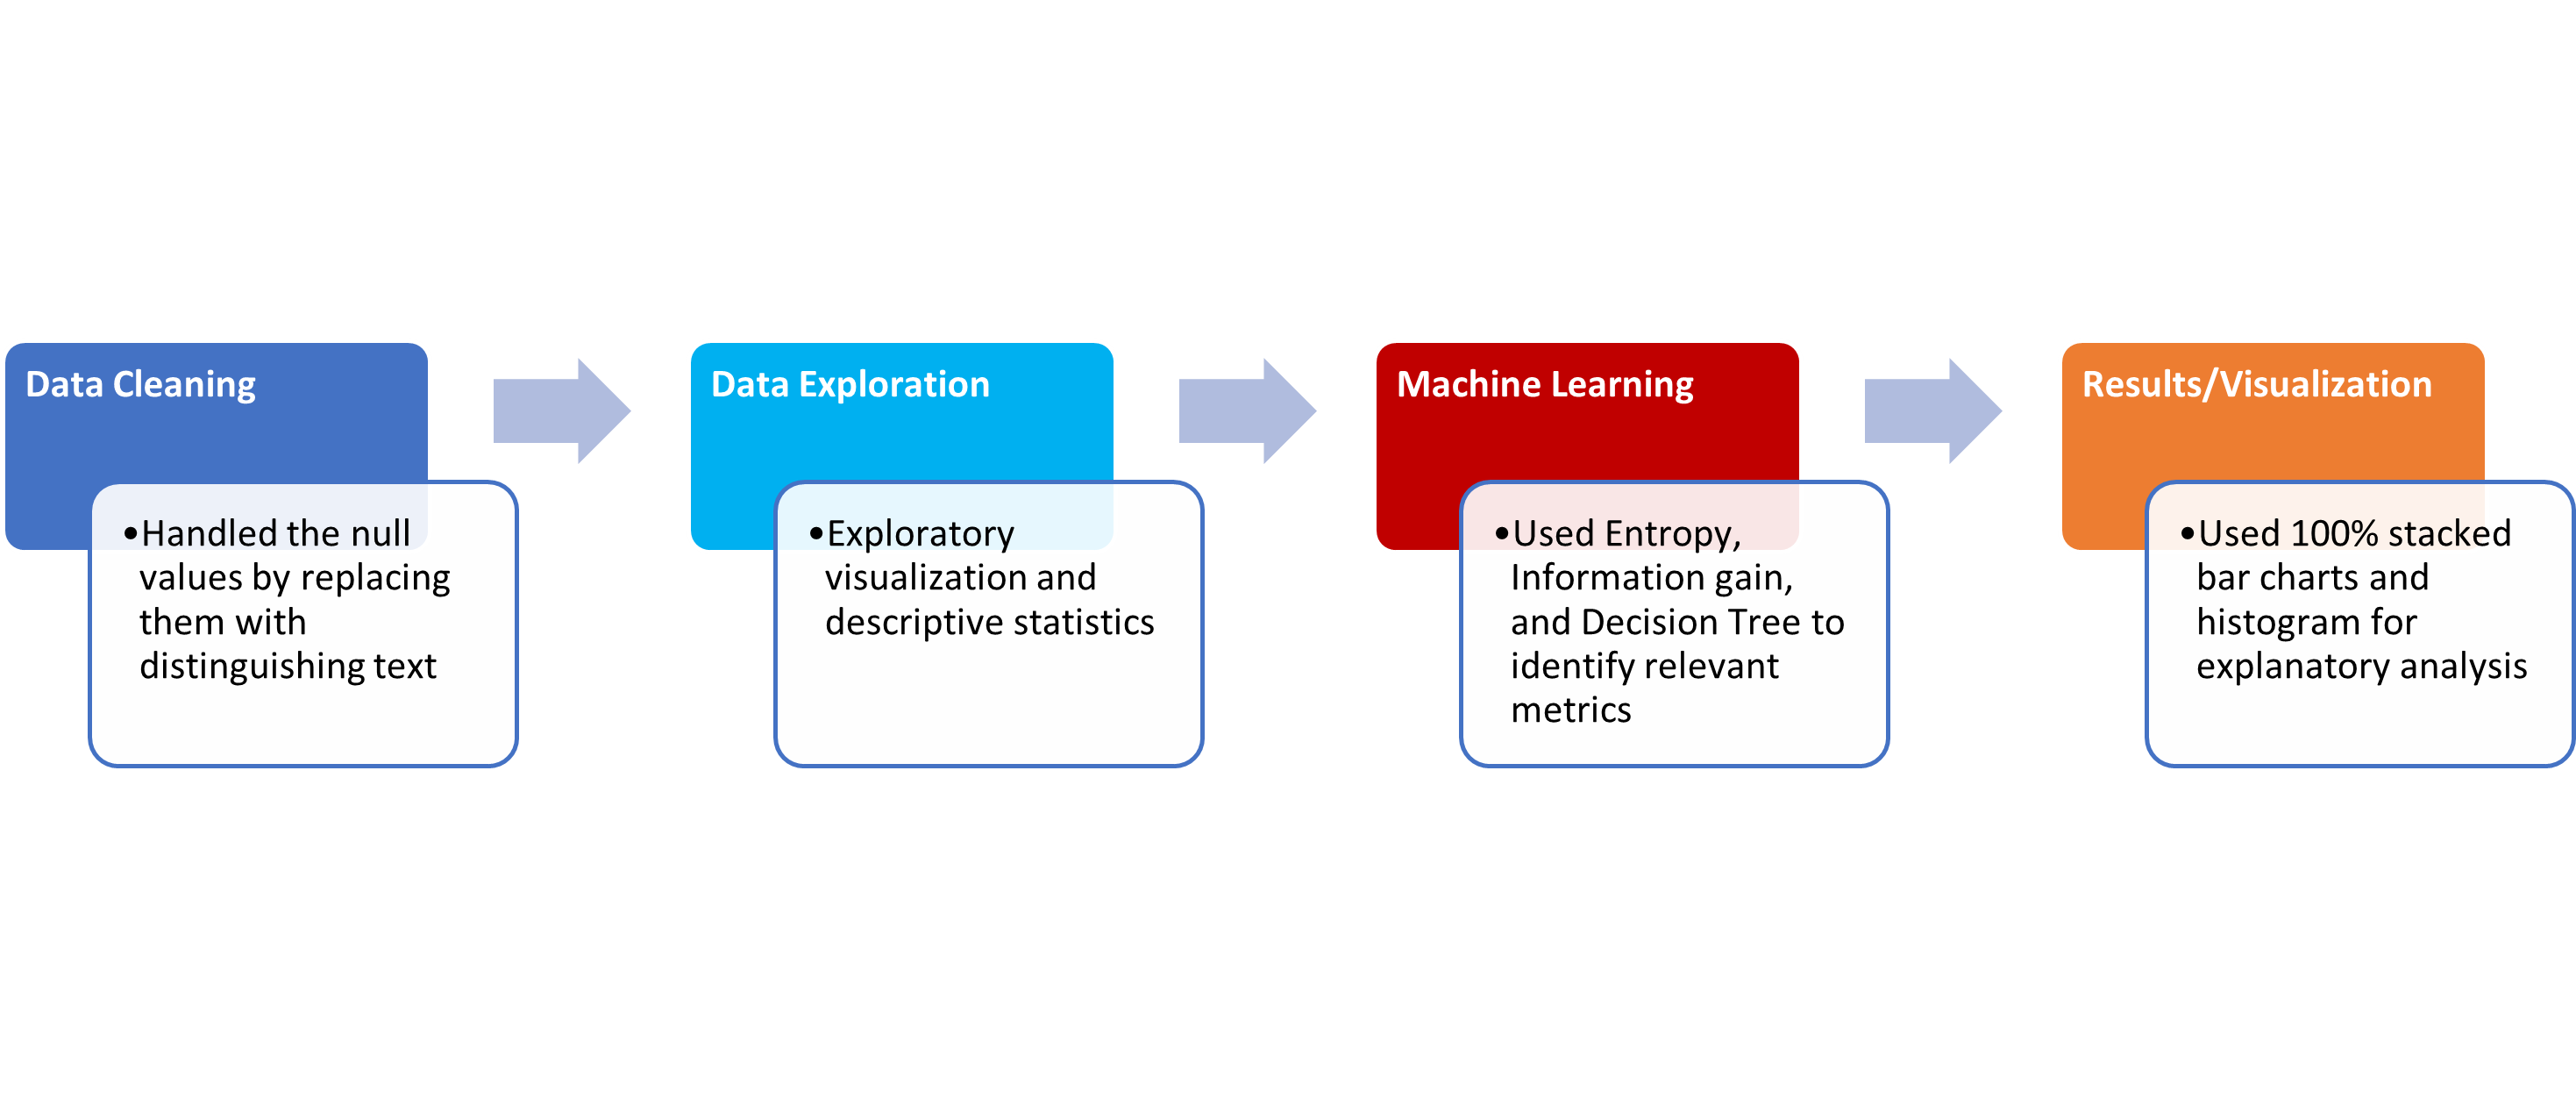 Data Cleaning
•Handled the null
values by replacing
them with
distinguishing text
Data Exploration
•Exploratory
visualization and
descriptive statistics
Machine Learning
•Used Entropy,
Information gain,
and Decision Tree to
identify relevant
metrics
Results/Visualization
•Used 100% stacked
bar charts and
histogram for
explanatory analysis